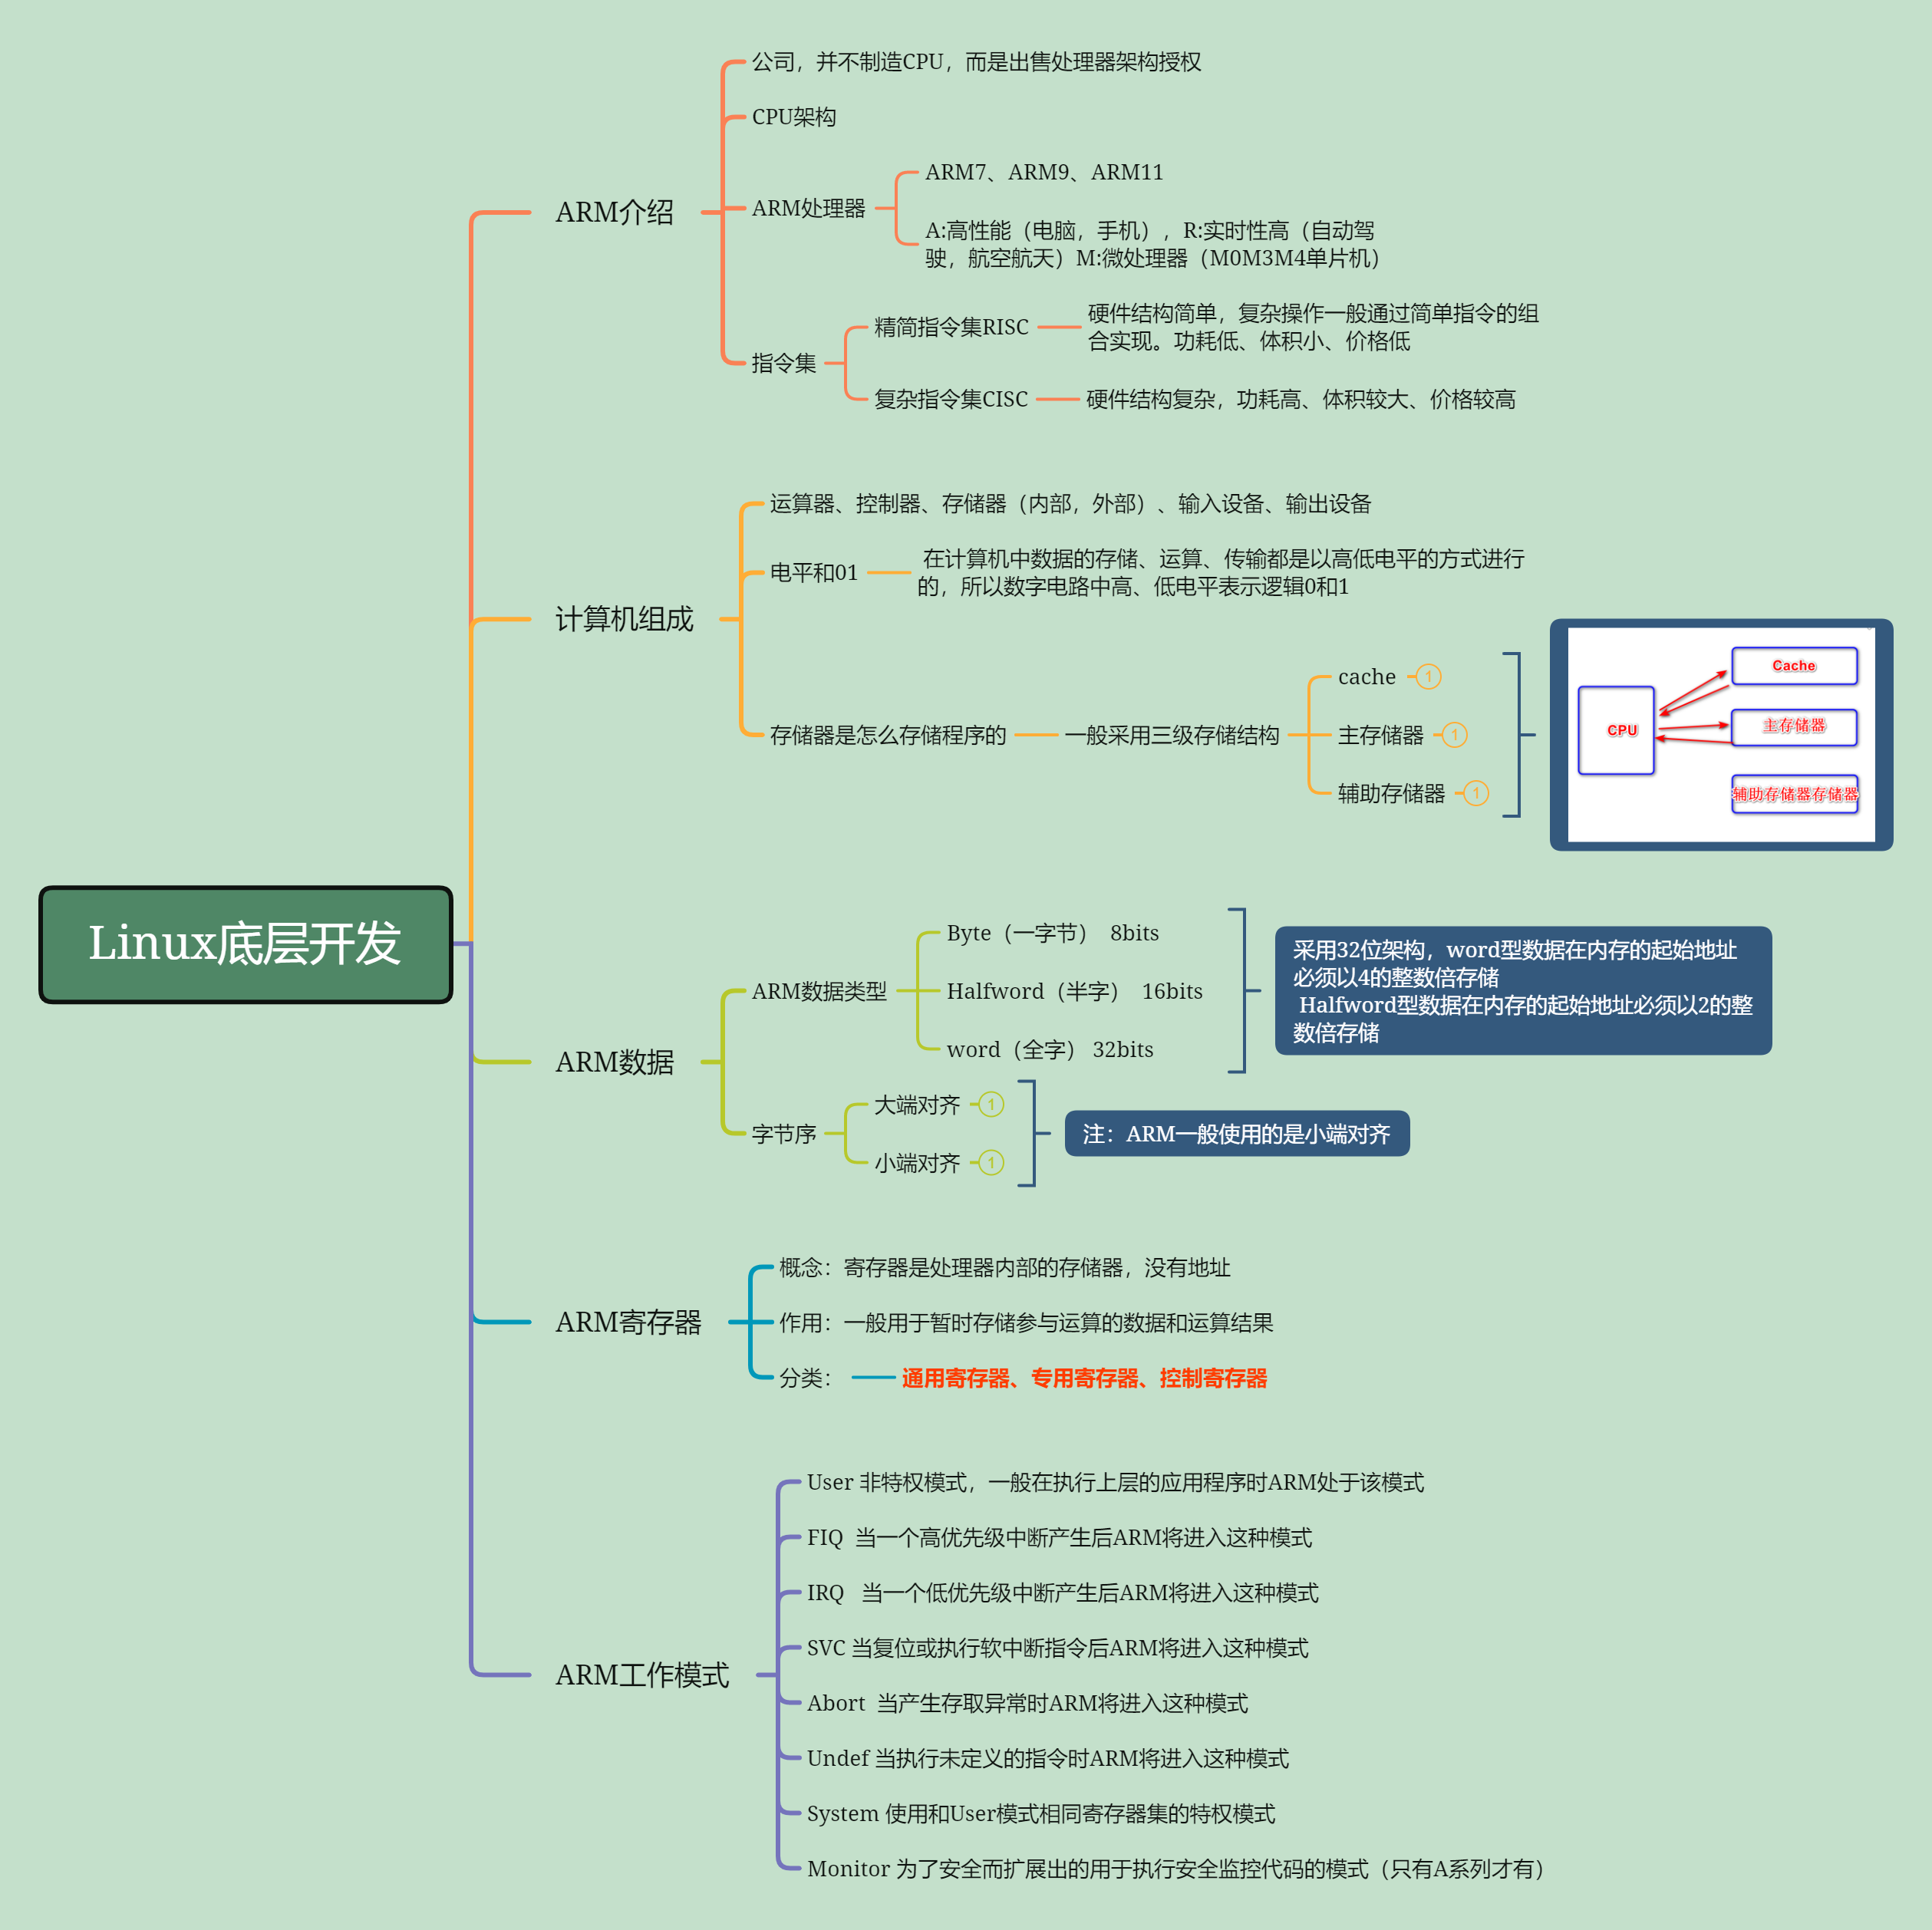 Linux底层开发
ARM介绍
公司，并不制造CPU，而是出售处理器架构授权
CPU架构
ARM处理器
ARM7、ARM9、ARM11
A:高性能（电脑，手机），R:实时性高（自动驾
驶，航空航天）M:微处理器（M0M3M4单片机）
指令集
精简指令集RISC
硬件结构简单，复杂操作一般通过简单指令的组
合实现。功耗低、体积小、价格低
复杂指令集CISC
硬件结构复杂，功耗高、体积较大、价格较高
计算机组成
运算器、控制器、存储器（内部，外部）、输入设备、输出设备
电平和01
在计算机中数据的存储、运算、传输都是以高低电平的方式进行
的，所以数字电路中高、低电平表示逻辑0和1
存储器是怎么存储程序的
一般采用三级存储结构
cache
1
主存储器
1
辅助存储器
1
CPU
Cache
主存储器
辅助存储器存储器
ARM数据
ARM数据类型
Byte（一字节） 8bits
Halfword（半字） 16bits
word（全字） 32bits
采用32位架构，word型数据在内存的起始地址
必须以4的整数倍存储
Halfword型数据在内存的起始地址必须以2的整
数倍存储
字节序
大端对齐
1
小端对齐
1
注：ARM一般使用的是小端对齐
ARM寄存器
概念：寄存器是处理器内部的存储器，没有地址
作用：一般用于暂时存储参与运算的数据和运算结果
分类：
通用寄存器、专用寄存器、控制寄存器
ARM工作模式
User 非特权模式，一般在执行上层的应用程序时ARM处于该模式
FIQ 当一个高优先级中断产生后ARM将进入这种模式
IRQ 当一个低优先级中断产生后ARM将进入这种模式
SVC 当复位或执行软中断指令后ARM将进入这种模式
Abort 当产生存取异常时ARM将进入这种模式
Undef 当执行未定义的指令时ARM将进入这种模式
System 使用和User模式相同寄存器集的特权模式
Monitor 为了安全而扩展出的用于执行安全监控代码的模式（只有A系列才有）